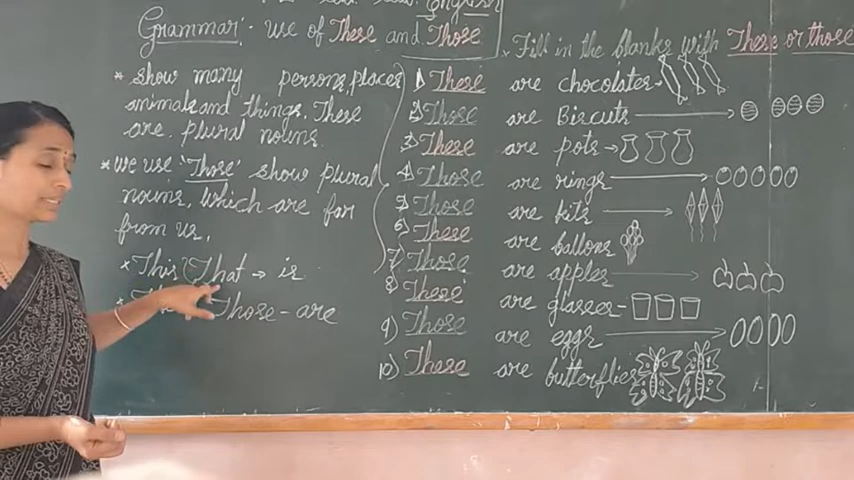 English
Grammar - use of These and Those
* show many persons, places
animals and things. These
are plural nouns.
* we use 'Those' show plural
nouns, which are far
from us.
* This That → is
Those - are
* Fill in the blanks with These or those
1) These are chocolates
2) Those are Biscuits
3) These are pots
4) Those are rings
5) Those are kits
6) These are ballons
7) Those are apples
8) These are glasses
9) Those are eggs
10) These are butterflies